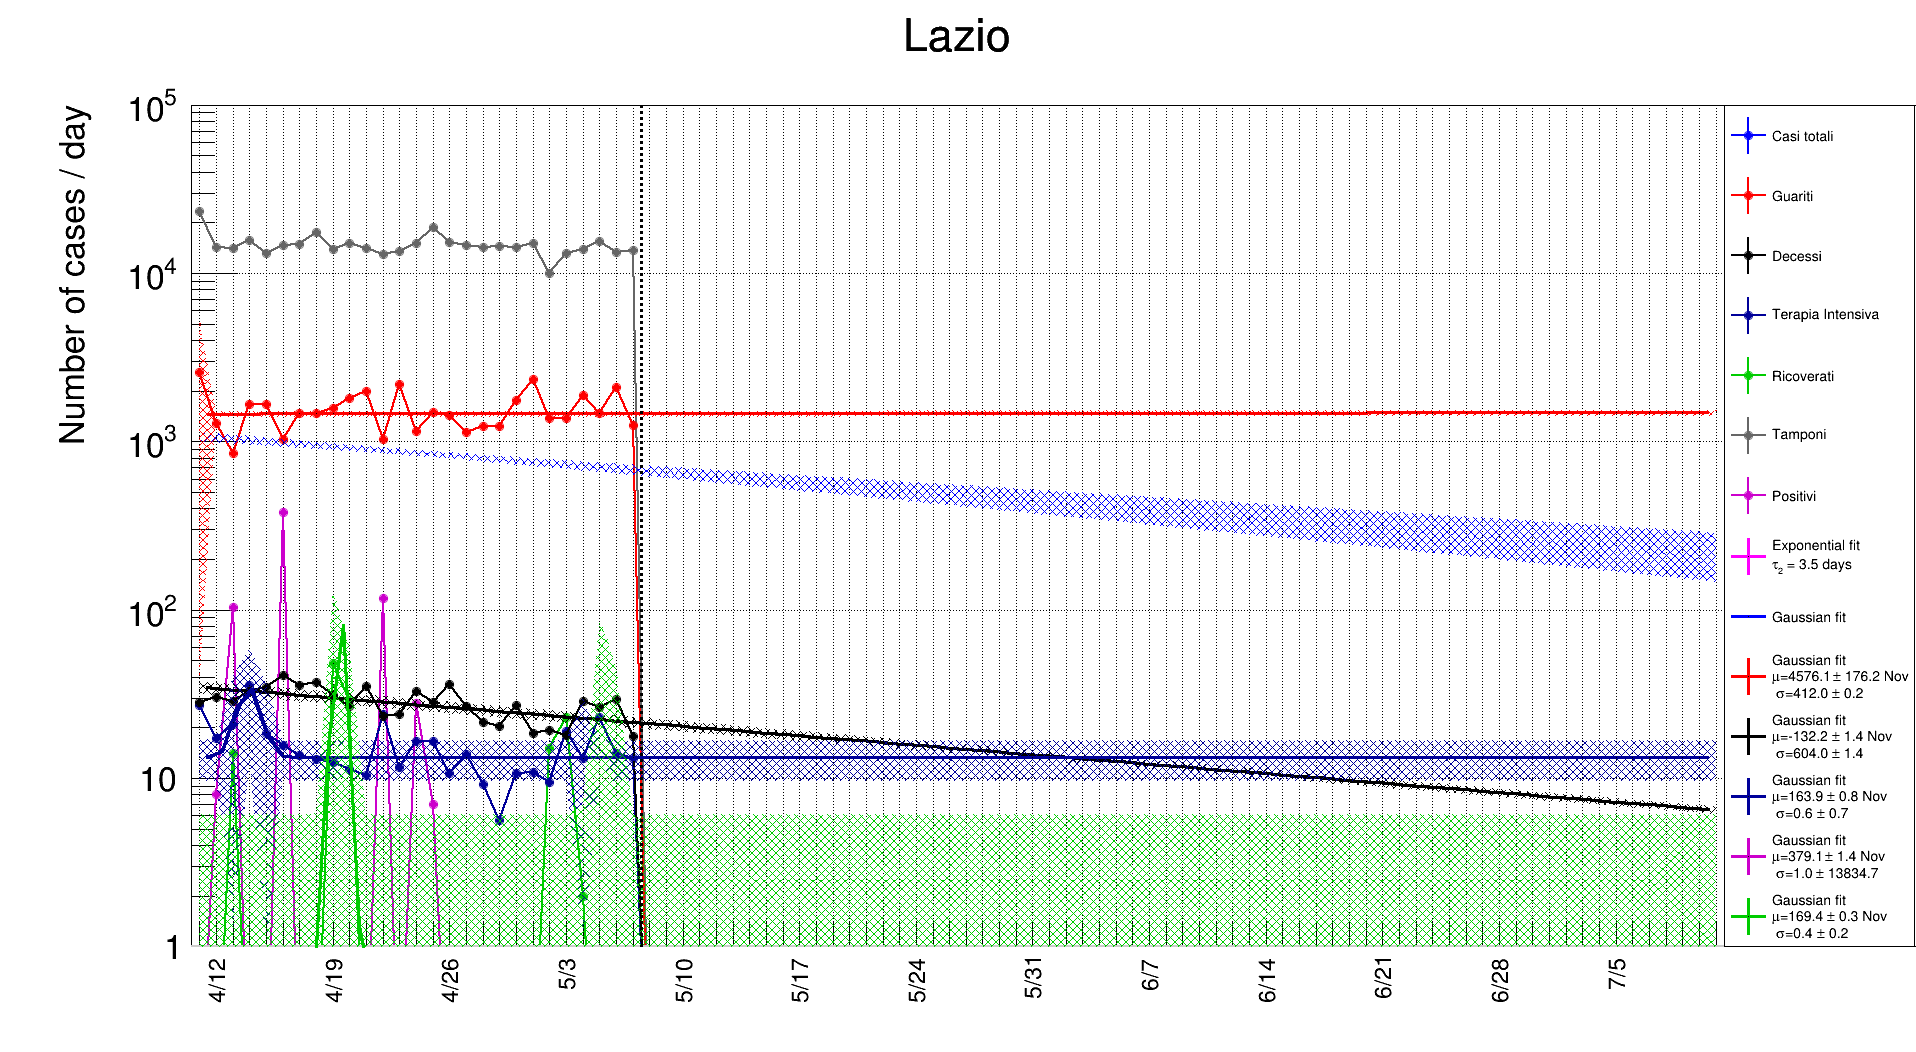 Lazio
Number of cases / day
10^5
10^4
10^3
10^2
10
1
4/12
4/19
4/26
5/3
5/10
5/17
5/24
5/31
6/7
6/14
6/21
6/28
7/5
Casi totali
Guariti
Decessi
Terapia Intensiva
Ricoverati
Tamponi
Positivi
Exponential fit
τ₂ = 3.5 days
Gaussian fit
Gaussian fit
μ=4576.1 ± 176.2 Nov
σ=412.0 ± 0.2
Gaussian fit
μ=-132.2 ± 1.4 Nov
σ=604.0 ± 1.4
Gaussian fit
μ=163.9 ± 0.8 Nov
σ=0.6 ± 0.7
Gaussian fit
μ=379.1 ± 1.4 Nov
σ=1.0 ± 13834.7
Gaussian fit
μ=169.4 ± 0.3 Nov
σ=0.4 ± 0.2